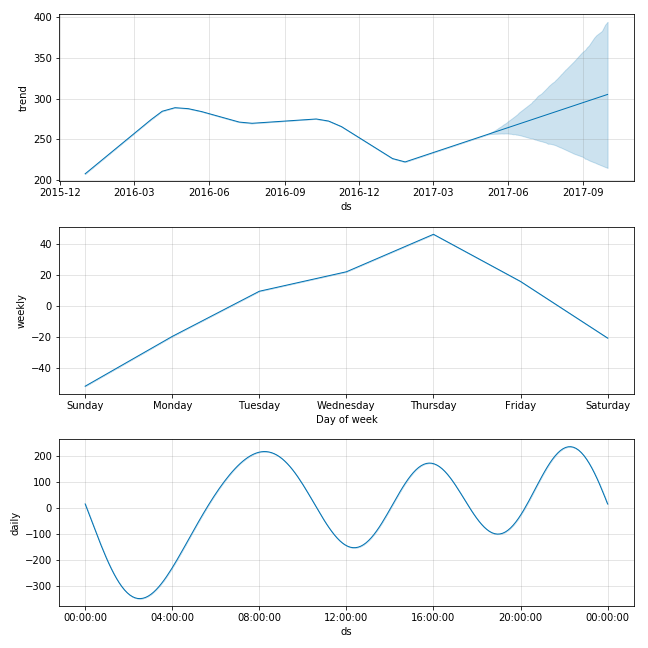 400
350
300
250
200
trend
2015-12 2016-03 2016-06 2016-09 2016-12 2017-03 2017-06 2017-09
ds
40
20
0
−20
−40
weekly
Sunday Monday Tuesday Wednesday Thursday Friday Saturday
Day of week
200
100
0
−100
−200
−300
daily
00:00:00 04:00:00 08:00:00 12:00:00 16:00:00 20:00:00 00:00:00
ds